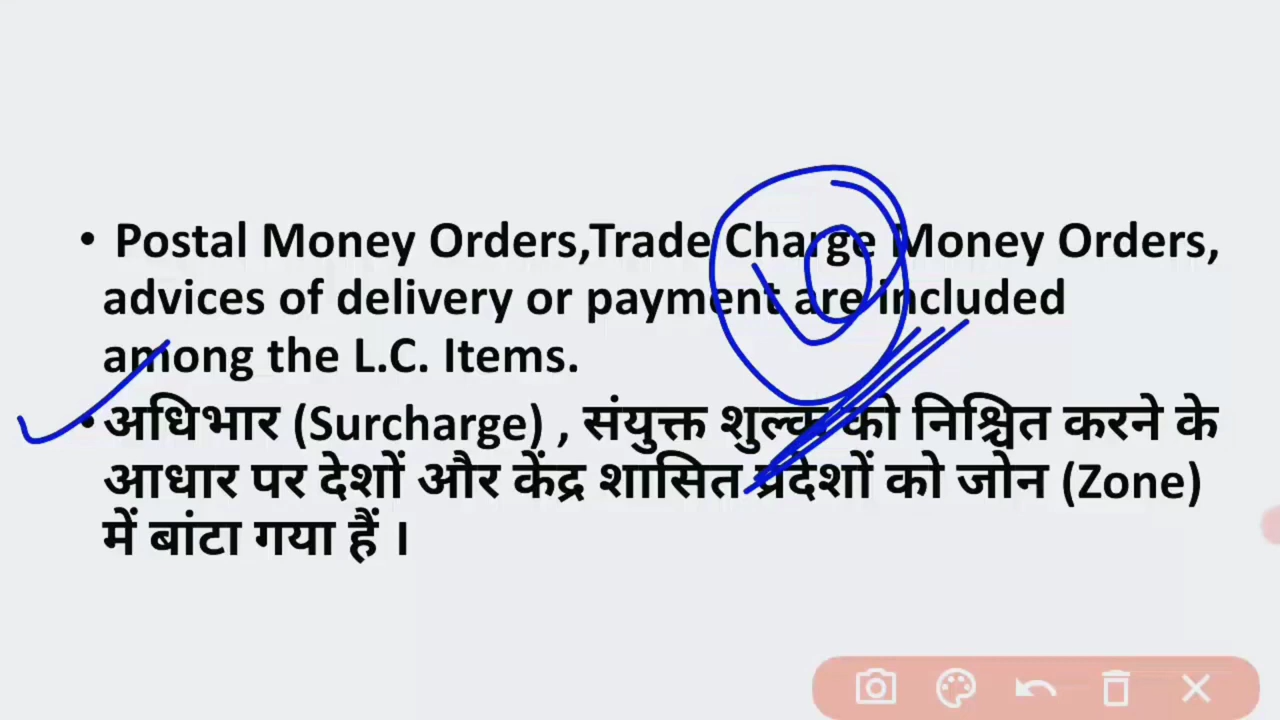 • Postal Money Orders,Trade Charge Money Orders,
advices of delivery or payment are included
among the L.C. Items.
• अधिभार (Surcharge) , संयुक्त शुल्क को निश्चित करने के
आधार पर देशों और केंद्र शासित प्रदेशों को जोन (Zone)
में बांटा गया हैं ।